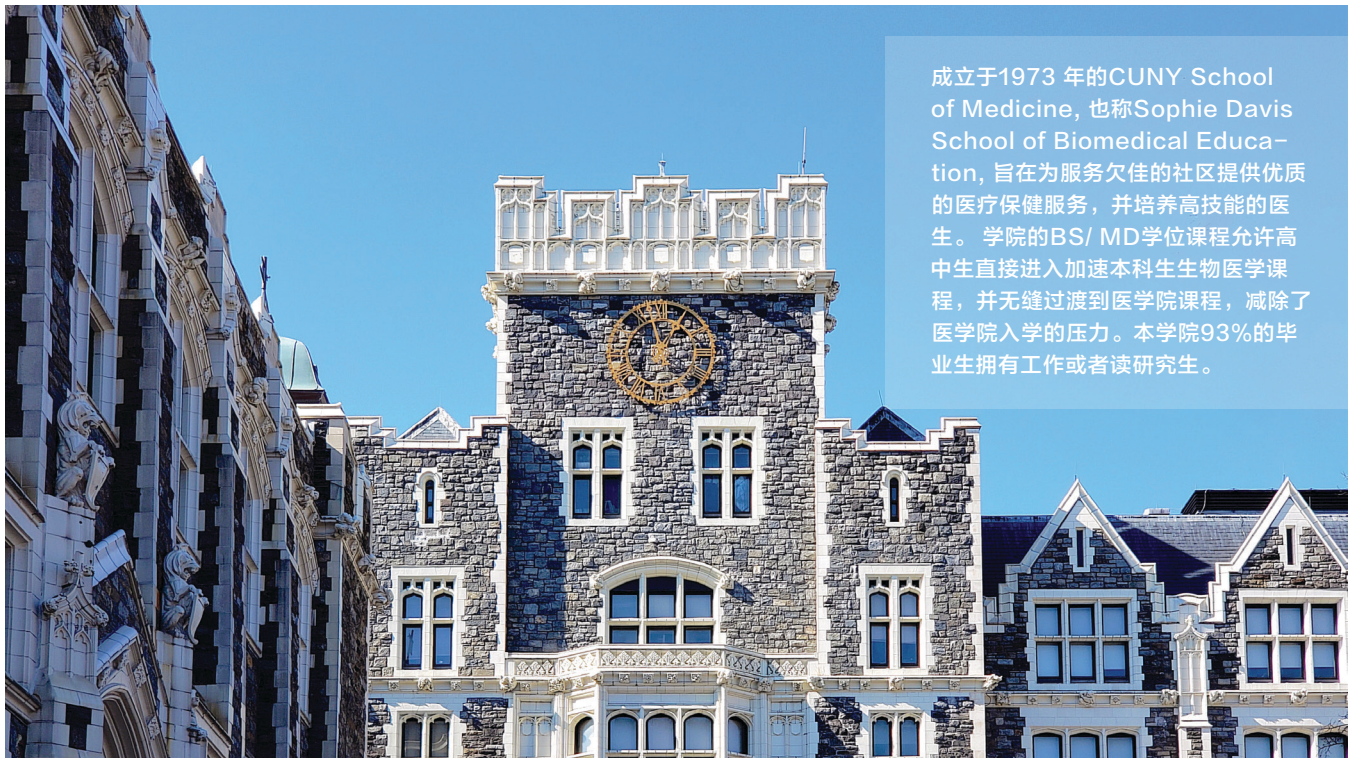 成立于1973 年的CUNY School
of Medicine, 也称Sophie Davis
School of Biomedical Educa-
tion, 旨在为服务欠佳的社区提供优质
的医疗保健服务，并培养高技能的医
生。 学院的BS/ MD学位课程允许高
中生直接进入加速本科生生物医学课
程，并无缝过渡到医学院课程，减除了
医学院入学的压力。本学院93%的毕
业生拥有工作或者读研究生。